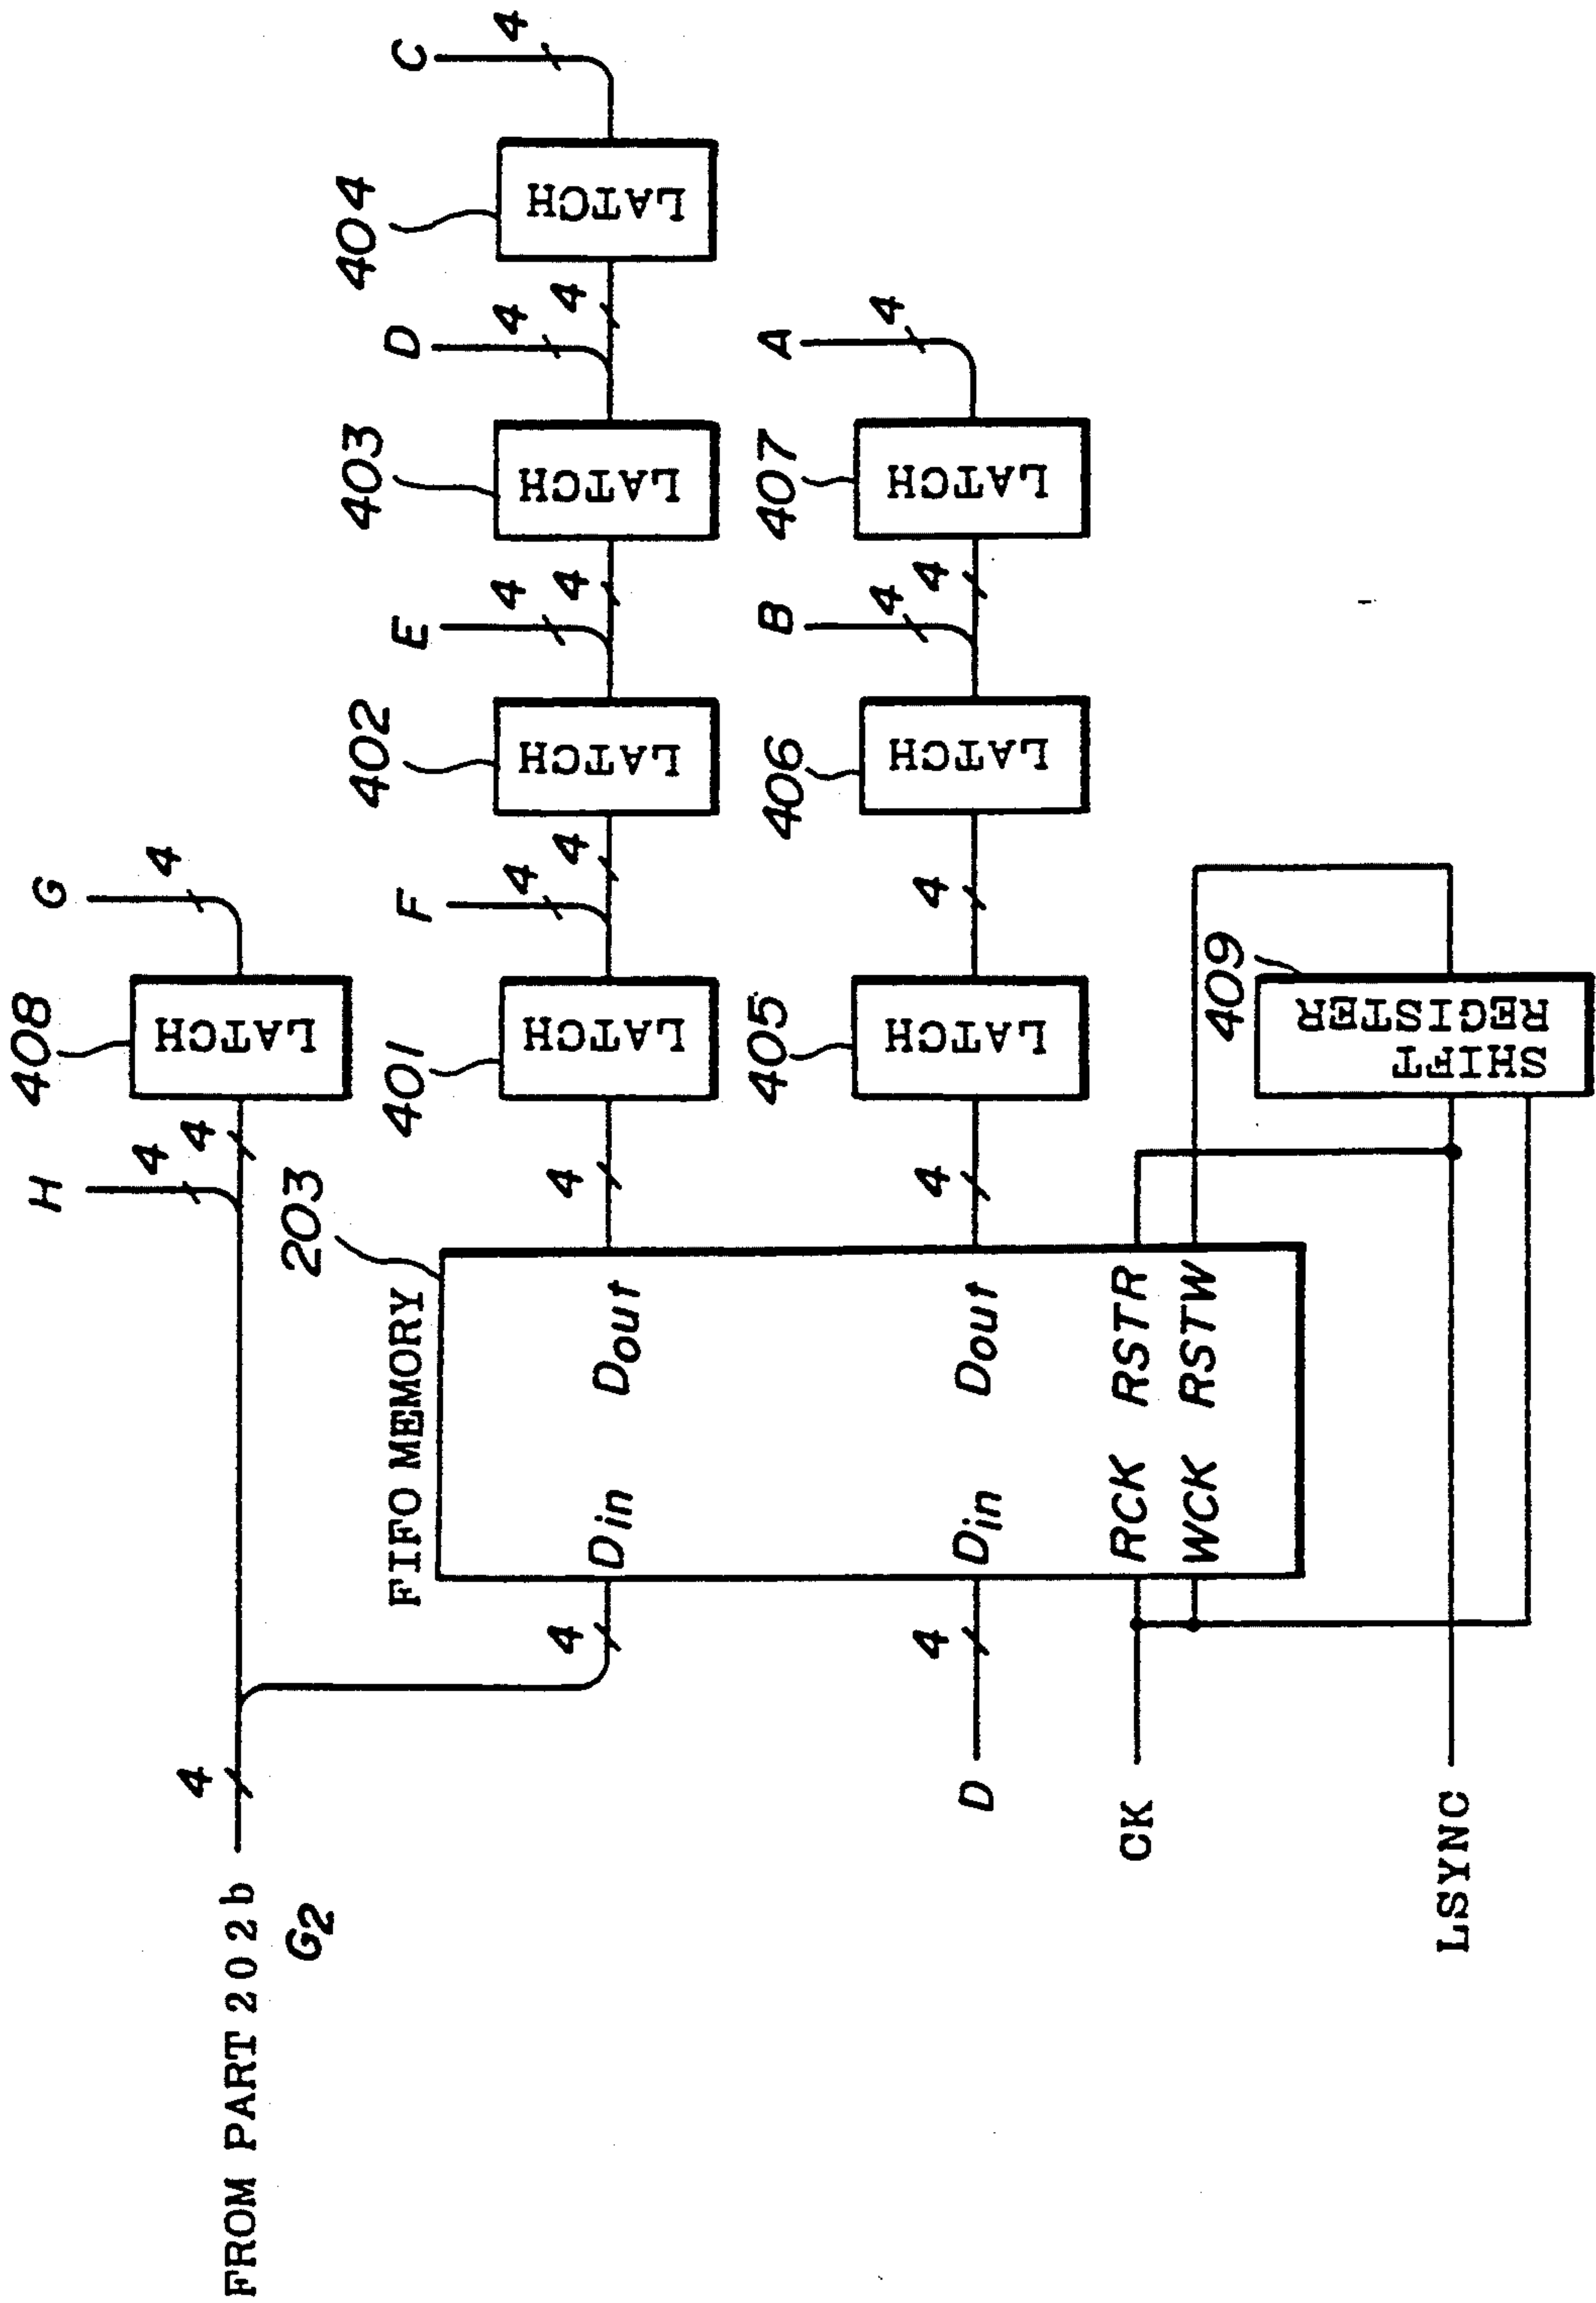 H
4
G
4
4
408
LATCH
FROM PART 202b
G2
4
FIFO MEMORY
203
4
Din
Dout
4
401
LATCH
F
4
4
402
LATCH
E
4
4
403
LATCH
D
4
4
404
LATCH
C
4
D
4
Din
Dout
4
405
LATCH
4
406
LATCH
B
4
4
407
LATCH
A
4
CK
RCK RSTR
WCK RSTW
409
SHIFT
REGISTER
LSYNC